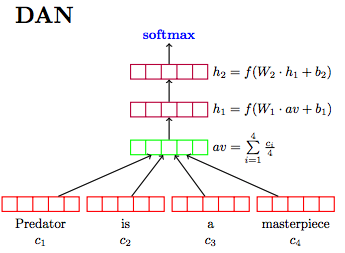 DAN
softmax
h₂ = f(W₂ · h₁ + b₂)
h₁ = f(W₁ · av + b₁)
av = ∑_{i=1}^{4} c_i/4
Predator is a masterpiece
c₁ c₂ c₃ c₄